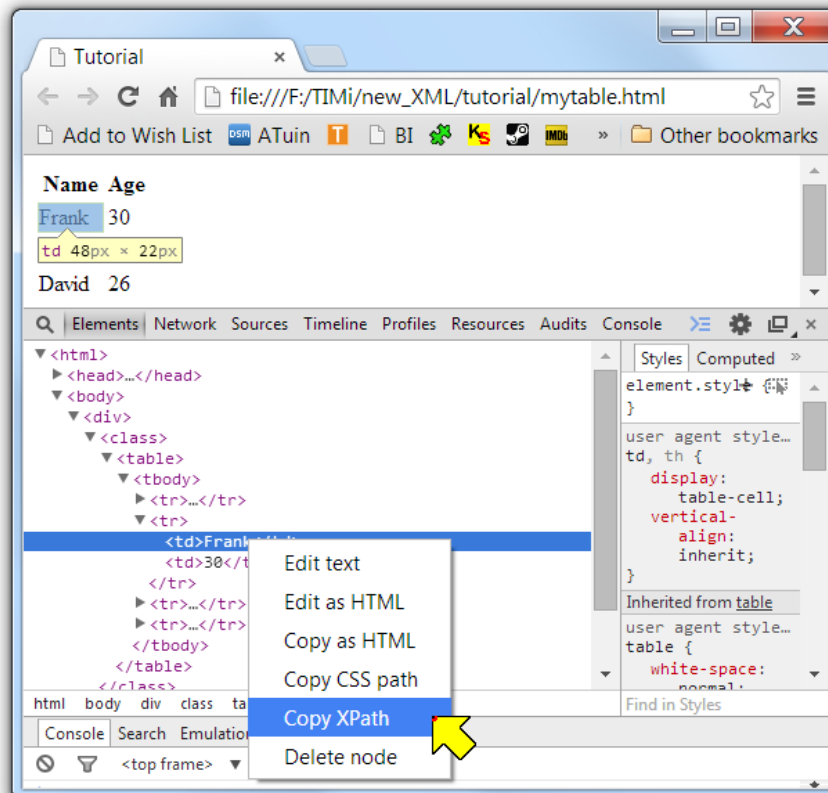 Tutorial ×
file:///F:/TIMi/new_XML/tutorial/mytable.html
Add to Wish List DSM ATuin T BI KS IMDb » Other bookmarks
Name Age
Frank 30
td 48px × 22px
David 26
Elements Network Sources Timeline Profiles Resources Audits Console
▼<html>
▶<head>…</head>
▼<body>
▼<div>
▼<class>
▼<table>
▼<tbody>
▶<tr>…</tr>
▼<tr>
<td>Frank
<td>30</t
</tr>
▶<tr>…</tr>
▶<tr>…</tr>
</tbody>
</table>
</class>
html body div class ta
Edit text
Edit as HTML
Copy as HTML
Copy CSS path
Copy XPath
Delete node
Styles Computed »
element.style {
}
user agent style…
td, th {
display:
table-cell;
vertical-
align:
inherit;
}
Inherited from table
user agent style…
table {
white-space:
normal;
Find in Styles
Console Search Emulation
<top frame> ▼